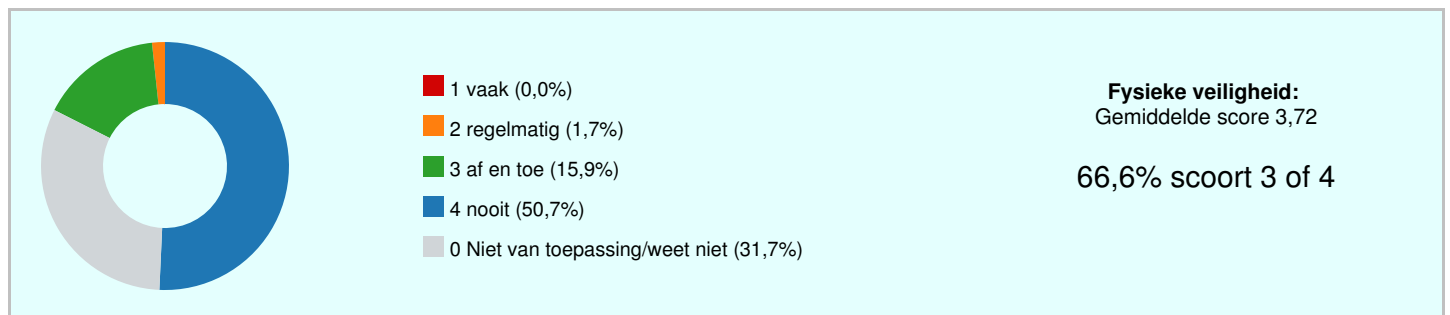 1 vaak (0,0%)
2 regelmatig (1,7%)
3 af en toe (15,9%)
4 nooit (50,7%)
0 Niet van toepassing/weet niet (31,7%)
Fysieke veiligheid:
Gemiddelde score 3,72
66,6% scoort 3 of 4